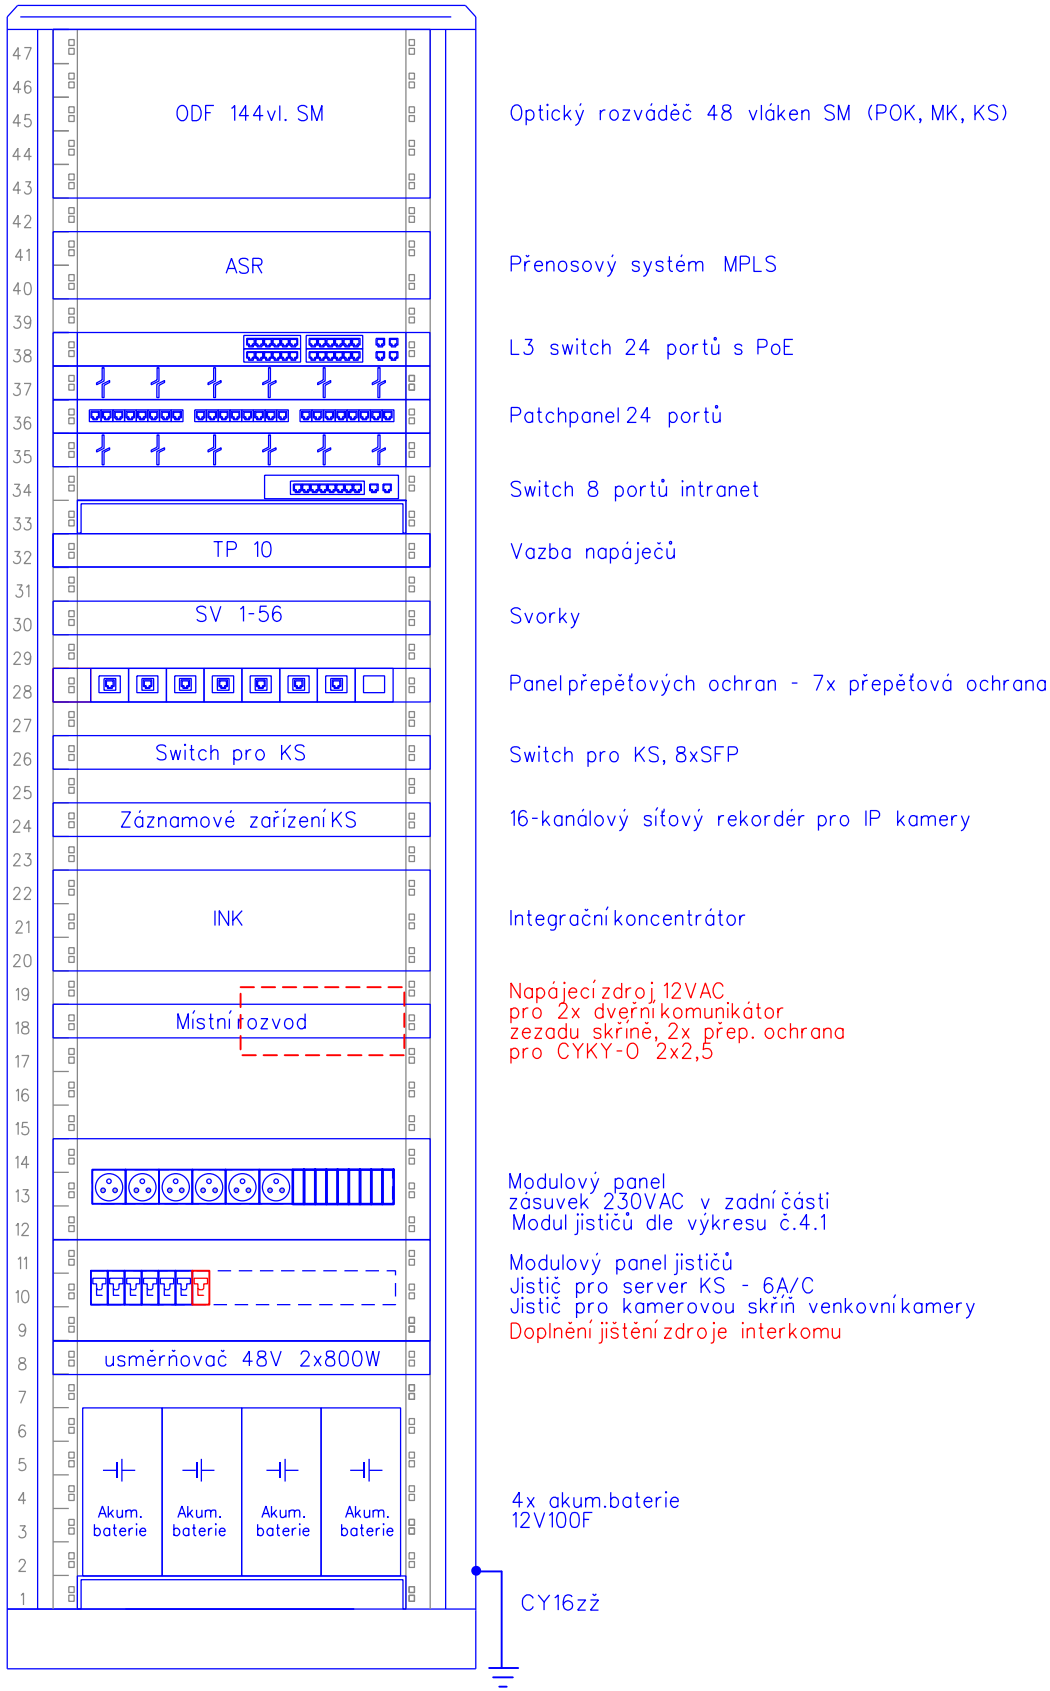 47
46
ODF 144vl. SM
Optický rozváděč 48 vláken SM (POK, MK, KS)
45
44
43
42
41
ASR
Přenosový systém MPLS
40
39
38
L3 switch 24 portů s PoE
37
36
Patchpanel 24 portů
35
34
Switch 8 portů intranet
33
32
TP 10
Vazba napáječů
31
30
SV 1-56
Svorky
29
28
Panel přepěťových ochran - 7x přepěťová ochrana
27
26
Switch pro KS
Switch pro KS, 8xSFP
25
24
Záznamové zařízení KS
16-kanálový síťový rekordér pro IP kamery
23
22
21
INK
Integrační koncentrátor
20
19
Napájecí zdroj 12VAC
pro 2x dveřní komunikátor
zezadu skříně, 2x přep. ochrana
pro CYKY-O 2x2,5
18
Místní rozvod
17
16
15
14
13
12
Modulový panel
zásuvek 230VAC v zadní části
Modul jističů dle výkresu č.4.1
11
10
9
Modulový panel jističů
Jistič pro server KS - 6A/C
Jistič pro kamerovou skříň venkovní kamery
Doplnění jištění zdroje interkomu
8
usměrňovač 48V 2x800W
7
6
5
4
3
Akum.
baterie
Akum.
baterie
Akum.
baterie
Akum.
baterie
4x akum.baterie
12V100F
2
1
CY16zž